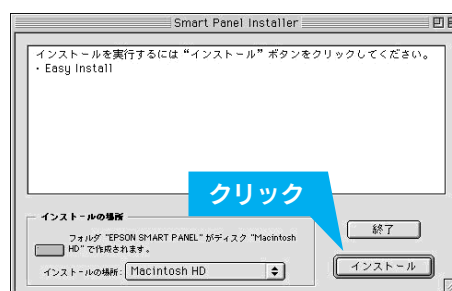 Smart Panel Installer
インストールを実行するには“インストール”ボタンをクリックしてください。
・Easy Install
クリック
インストールの場所
フォルダ “EPSON SMART PANEL” がディスク “Macintosh
HD” で作成されます。
インストールの場所: Macintosh HD
終了
インストール